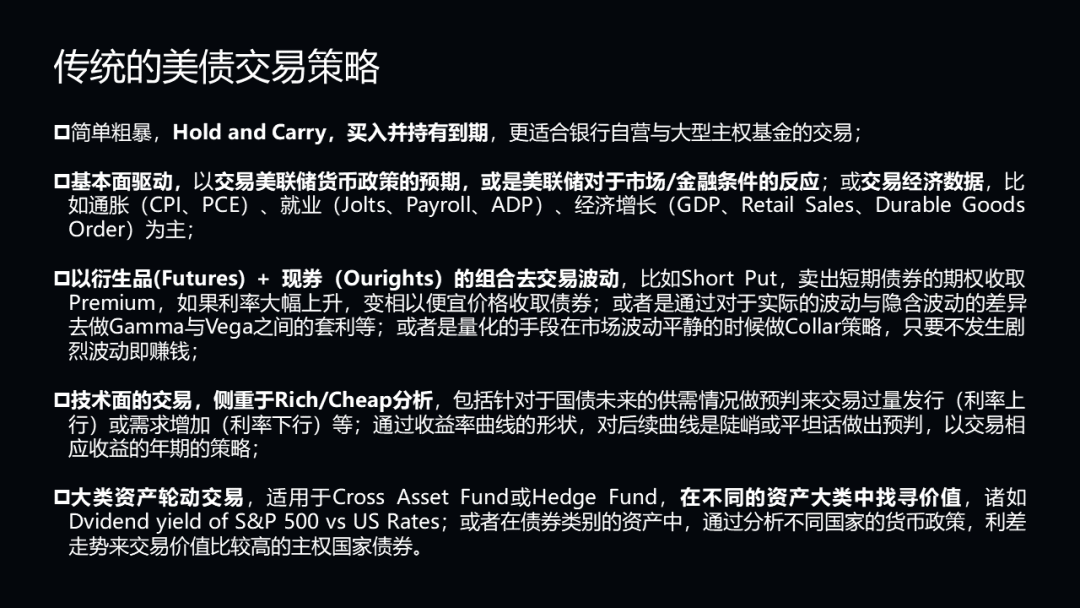 传统的美债交易策略
简单粗暴，Hold and Carry，买入并持有到期，更适合银行自营与大型主权基金的交易；
基本面驱动，以交易美联储货币政策的预期，或是美联储对于市场/金融条件的反应；或交易经济数据，比
如通胀（CPI、PCE）、就业（Jolts、Payroll、ADP）、经济增长（GDP、Retail Sales、Durable Goods
Order）为主；
以衍生品(Futures) + 现券（Ourights）的组合去交易波动，比如Short Put，卖出短期债券的期权收取
Premium，如果利率大幅上升，变相以便宜价格收取债券；或者是通过对于实际的波动与隐含波动的差异
去做Gamma与Vega之间的套利等；或者是量化的手段在市场波动平静的时候做Collar策略，只要不发生剧
烈波动即赚钱；
技术面的交易，侧重于Rich/Cheap分析，包括针对于国债未来的供需情况做预判来交易过量发行（利率上
行）或需求增加（利率下行）等；通过收益率曲线的形状，对后续曲线是陡峭或平坦话做出预判，以交易相
应收益的年期的策略；
大类资产轮动交易，适用于Cross Asset Fund或Hedge Fund，在不同的资产大类中找寻价值，诸如
Dvidend yield of S&P 500 vs US Rates；或者在债券类别的资产中，通过分析不同国家的货币政策，利差
走势来交易价值比较高的主权国家债券。